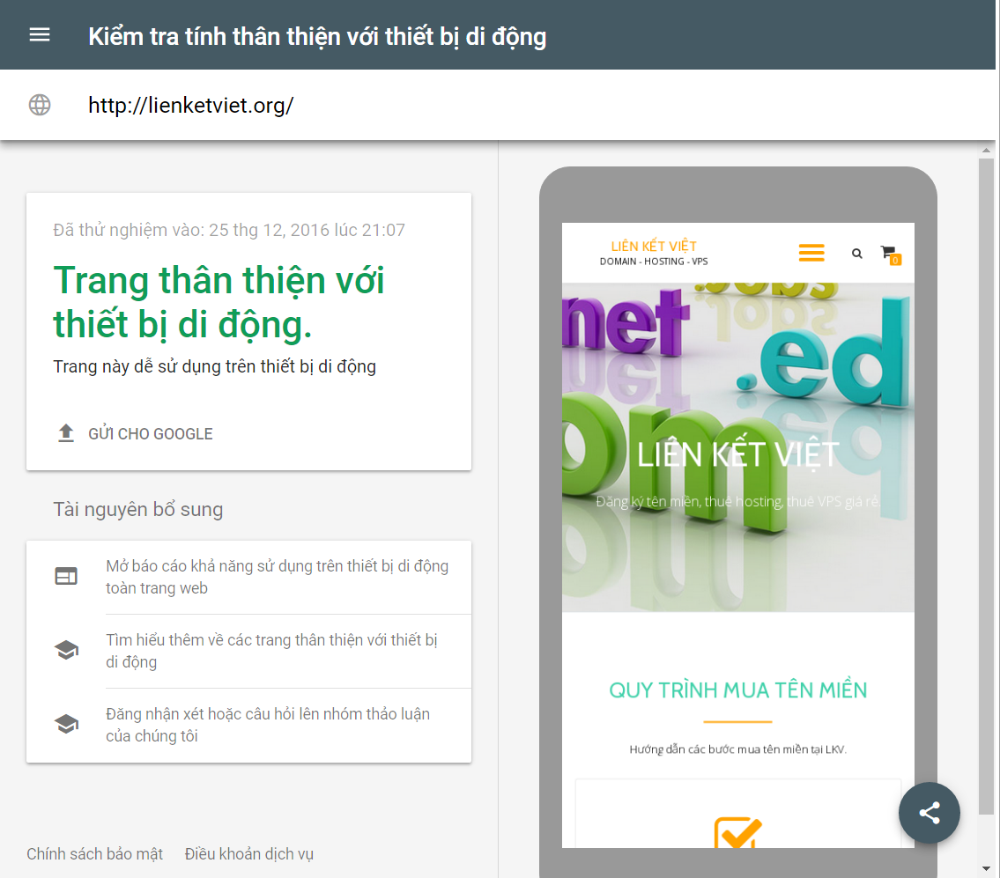 Kiểm tra tính thân thiện với thiết bị di động
http://lienketviet.org/
Đã thử nghiệm vào: 25 thg 12, 2016 lúc 21:07
Trang thân thiện với
thiết bị di động.
Trang này dễ sử dụng trên thiết bị di động
GỬI CHO GOOGLE
Tài nguyên bổ sung
Mở báo cáo khả năng sử dụng trên thiết bị di động
toàn trang web
Tìm hiểu thêm về các trang thân thiện với thiết bị
di động
Đăng nhận xét hoặc câu hỏi lên nhóm thảo luận
của chúng tôi
Chính sách bảo mật
Điều khoản dịch vụ
LIÊN KẾT VIỆT
DOMAIN - HOSTING - VPS
0
.jobs
net
.ed
om
LIÊN KẾT VIỆT
Đăng ký tên miền, thuê hosting, thuê VPS giá rẻ.
QUY TRÌNH MUA TÊN MIỀN
Hướng dẫn các bước mua tên miền tại LKV.